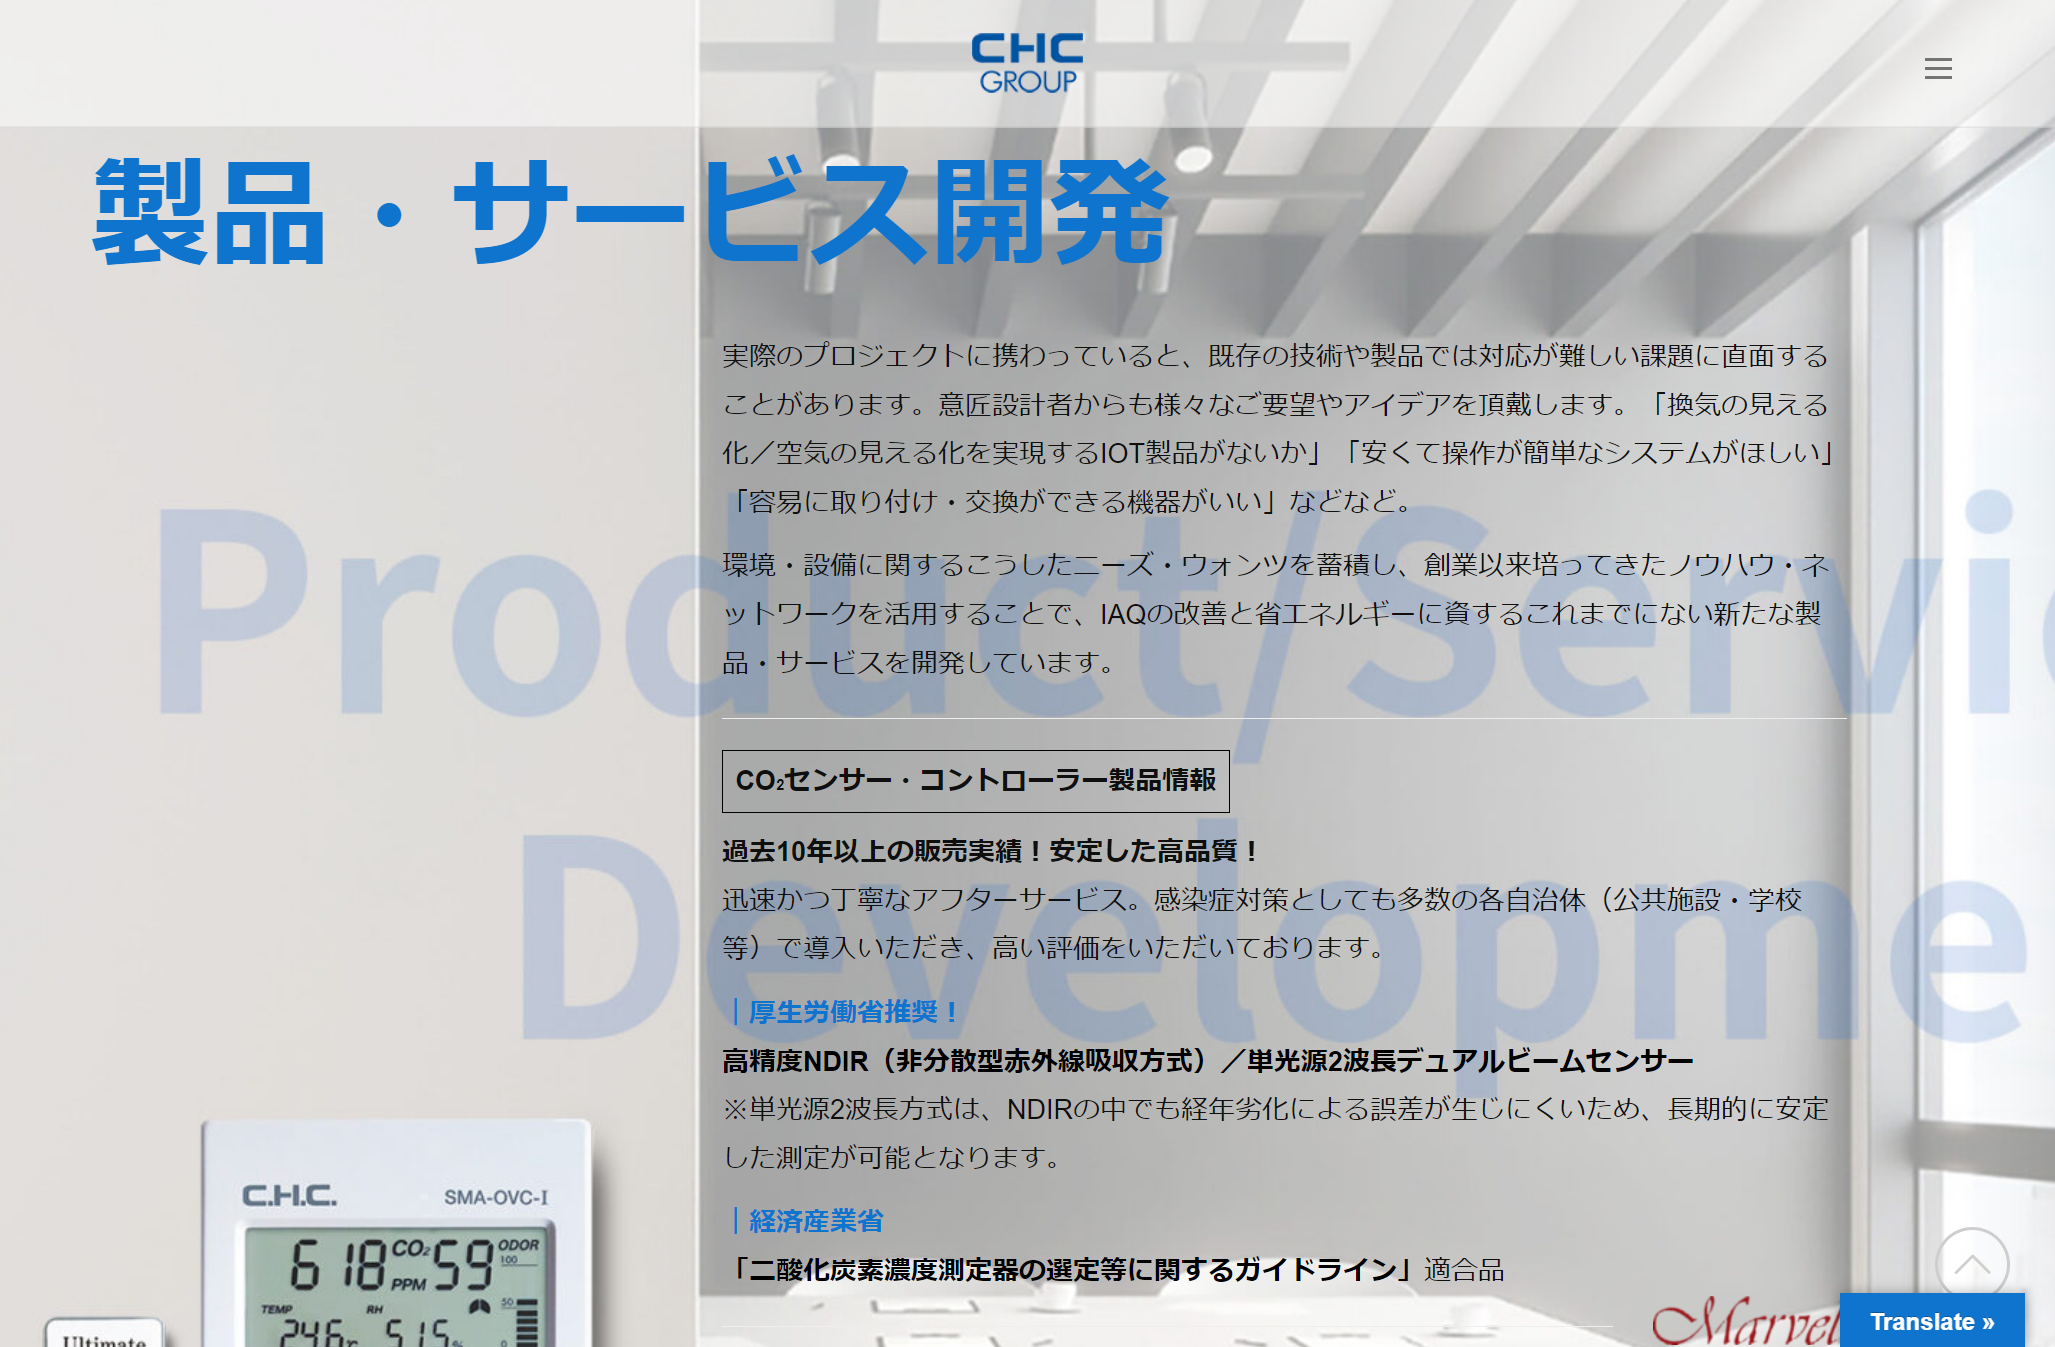 CHC
GROUP
製品・サービス開発
Product/Servi
Developme
実際のプロジェクトに携わっていると、既存の技術や製品では対応が難しい課題に直面する
ことがあります。意匠設計者からも様々なご要望やアイデアを頂戴します。「換気の見える
化／空気の見える化を実現するIOT製品がないか」「安くて操作が簡単なシステムがほしい」
「容易に取り付け・交換ができる機器がいい」などなど。
環境・設備に関するこうしたニーズ・ウォンツを蓄積し、創業以来培ってきたノウハウ・ネ
ットワークを活用することで、IAQの改善と省エネルギーに資するこれまでにない新たな製
品・サービスを開発しています。
CO₂センサー・コントローラー製品情報
過去10年以上の販売実績！安定した高品質！
迅速かつ丁寧なアフターサービス。感染症対策としても多数の各自治体（公共施設・学校
等）で導入いただき、高い評価をいただいております。
｜厚生労働省推奨！
高精度NDIR（非分散型赤外線吸収方式）／単光源2波長デュアルビームセンサー
※単光源2波長方式は、NDIRの中でも経年劣化による誤差が生じにくいため、長期的に安定
した測定が可能となります。
｜経済産業省
「二酸化炭素濃度測定器の選定等に関するガイドライン」適合品
C.H.C. SMA-OVC-I
618 CO₂ PPM 59 ODOR
100
TEMP RH 50
24.6 51.5 % 0
Ultimate
Marvel
Translate »